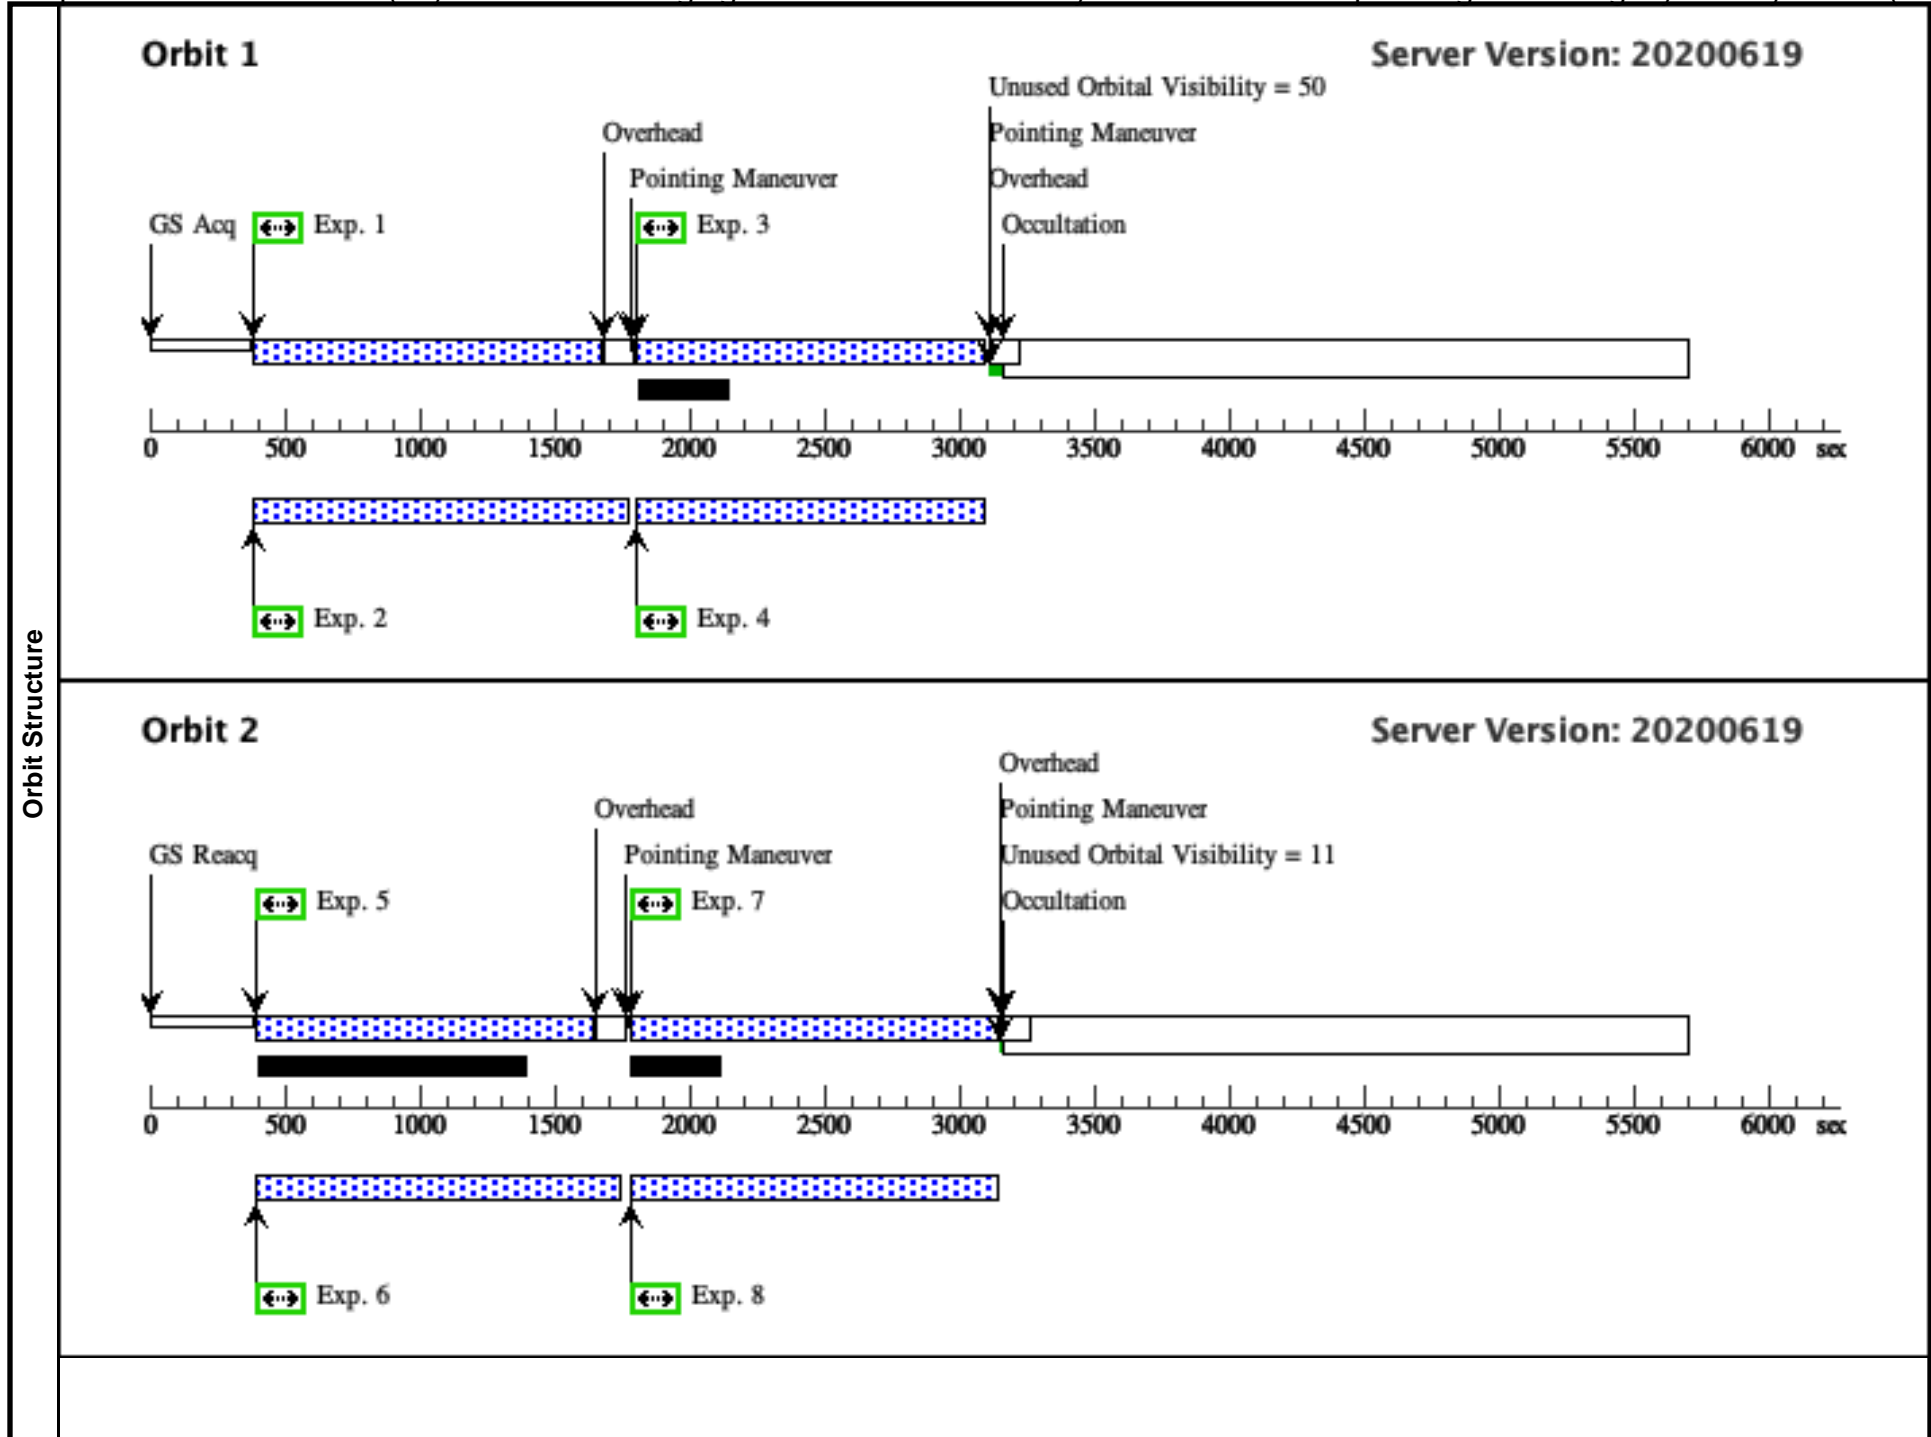 Orbit Structure
Orbit 1
Server Version: 20200619
Unused Orbital Visibility = 50
Overhead
Pointing Maneuver
Pointing Maneuver
Overhead
GS Acq
Exp. 1
Exp. 3
Occultation
0 500 1000 1500 2000 2500 3000 3500 4000 4500 5000 5500 6000 sec
Exp. 2
Exp. 4
Orbit 2
Server Version: 20200619
Overhead
Overhead
Pointing Maneuver
GS Reacq
Pointing Maneuver
Unused Orbital Visibility = 11
Exp. 5
Exp. 7
Occultation
0 500 1000 1500 2000 2500 3000 3500 4000 4500 5000 5500 6000 sec
Exp. 6
Exp. 8